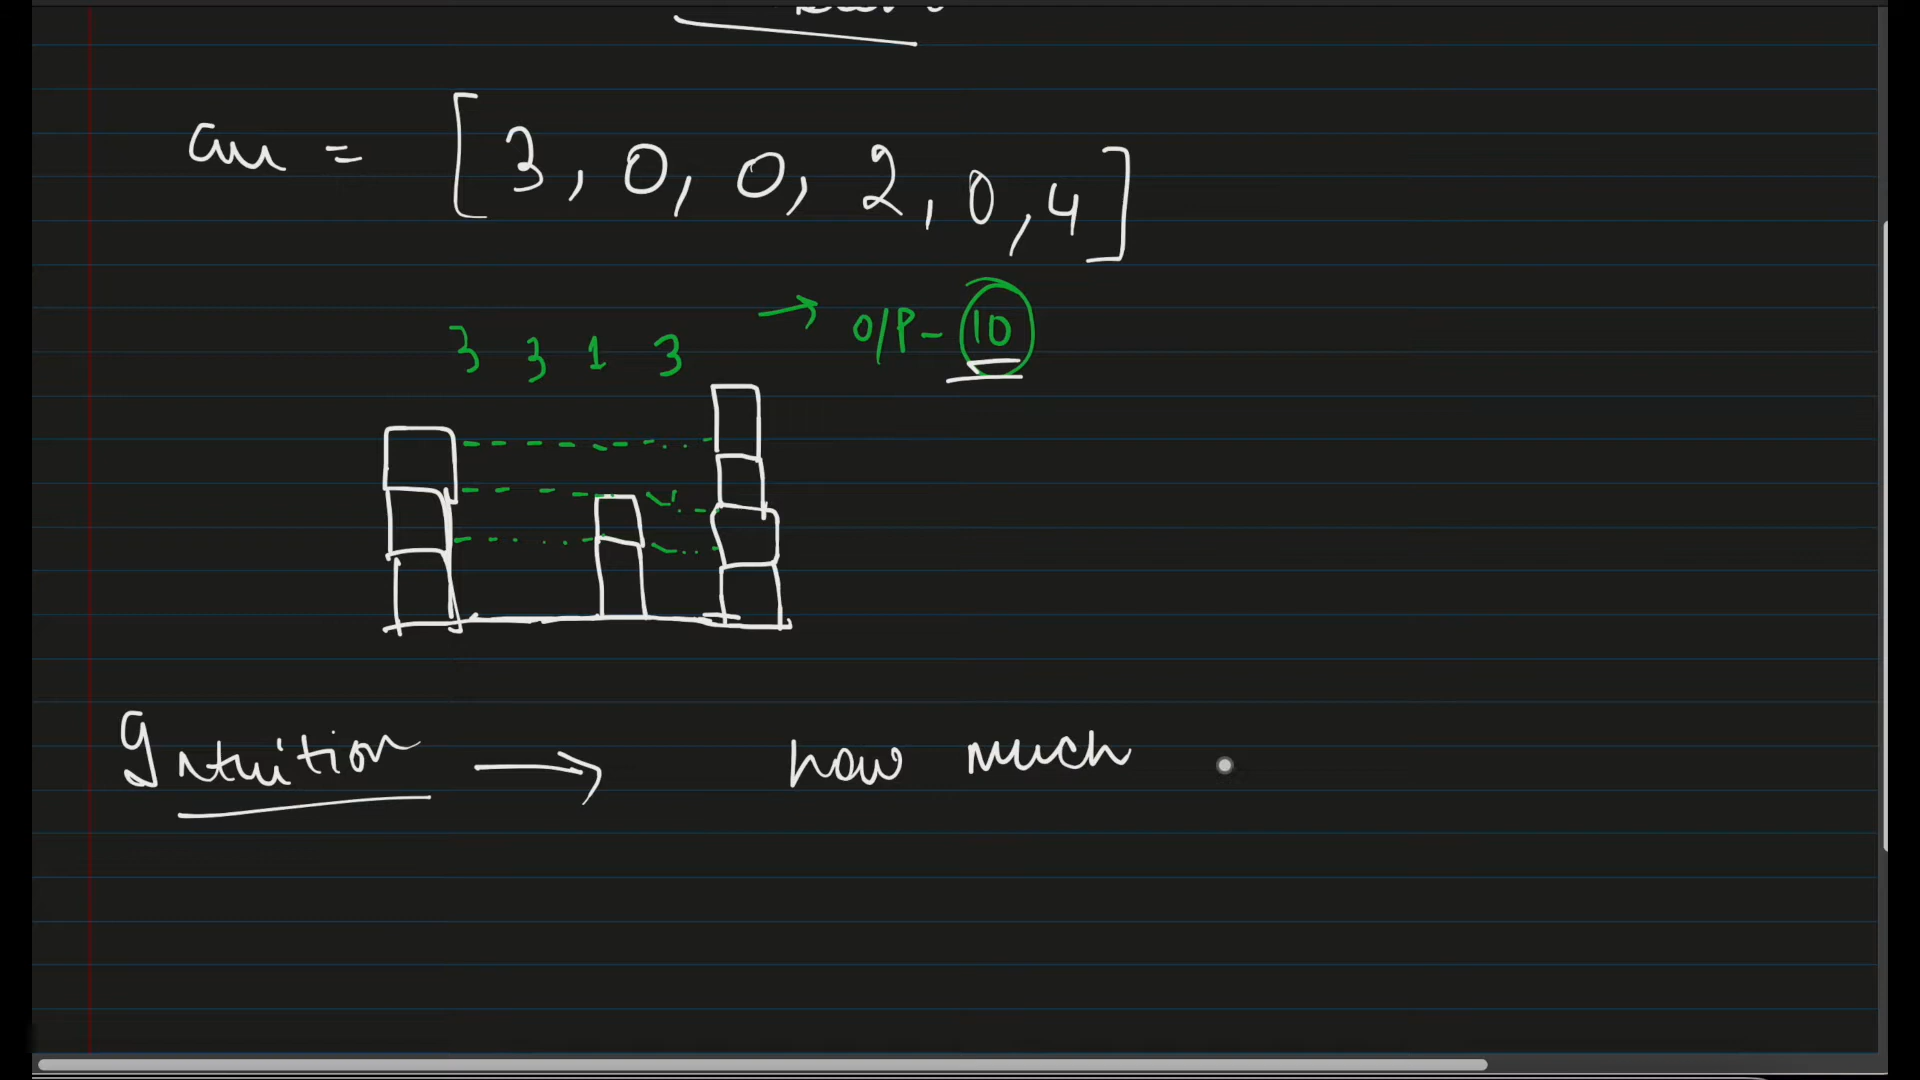 arr = [3, 0, 0, 2, 0, 4]
→ O/P - 10
3 3 1 3
Intuition → how much